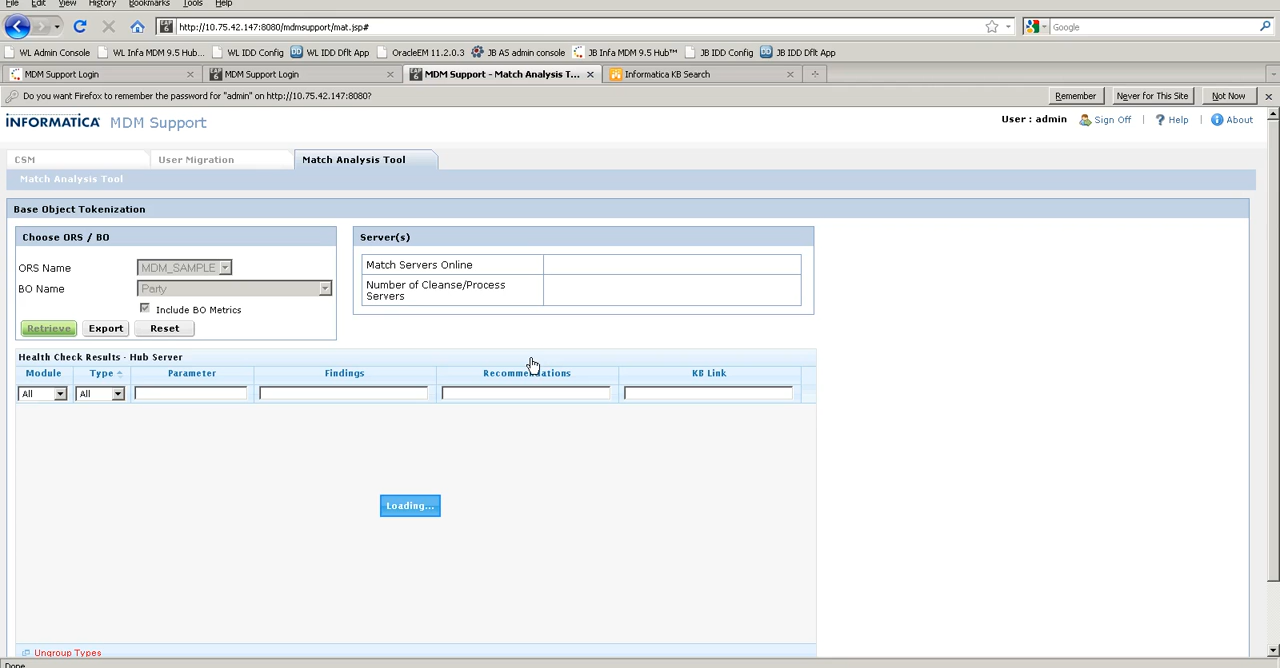 File Edit View History Bookmarks Tools Help
http://10.75.42.147:8080/mdmsupport/mat.jsp#
Google
WL Admin Console WL Infa MDM 9.5 Hub... WL IDD Config WL IDD Dflt App OracleEM 11.2.0.3 JB AS admin console JB Infa MDM 9.5 Hub™ JB IDD Config JB IDD Dft App
MDM Support Login MDM Support Login MDM Support - Match Analysis T... Informatica KB Search
Do you want Firefox to remember the password for "admin" on http://10.75.42.147:8080? Remember Never for This Site Not Now
INFORMATICA MDM Support
User : admin Sign Off Help About
CSM User Migration Match Analysis Tool
Match Analysis Tool
Base Object Tokenization
Choose ORS / BO
ORS Name MDM_SAMPLE
BO Name Party
Include BO Metrics
Retrieve Export Reset
Server(s)
Match Servers Online
Number of Cleanse/Process
Servers
Health Check Results - Hub Server
Module Type Parameter Findings Recommendations KB Link
All All
Loading...
Ungroup Types
Done